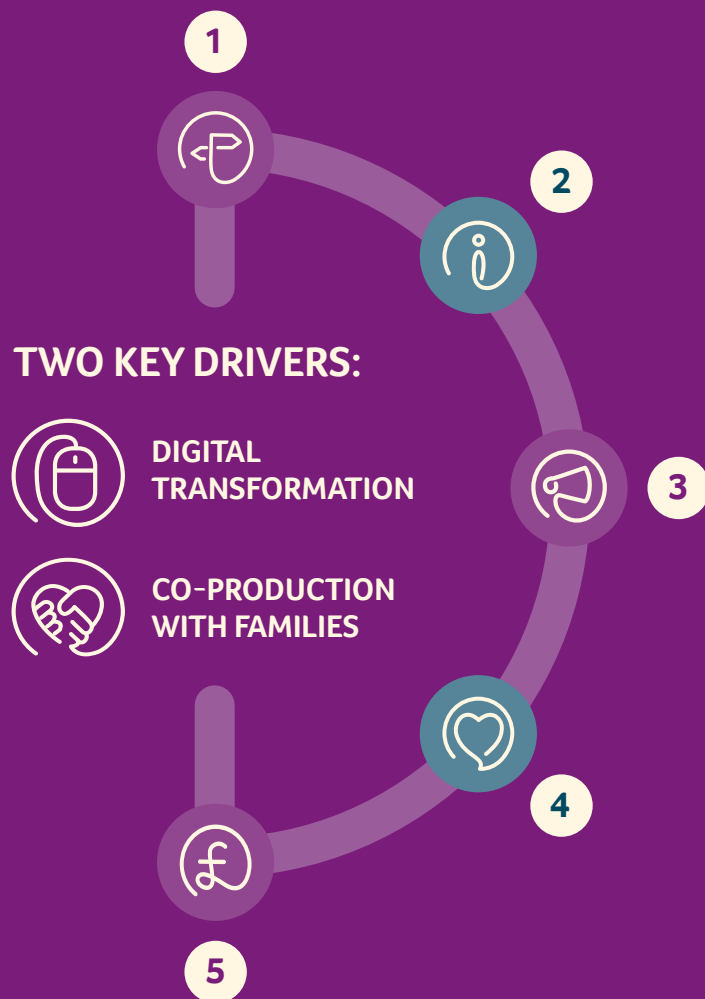 1
2
TWO KEY DRIVERS:
DIGITAL
TRANSFORMATION
3
CO-PRODUCTION
WITH FAMILIES
4
£
5